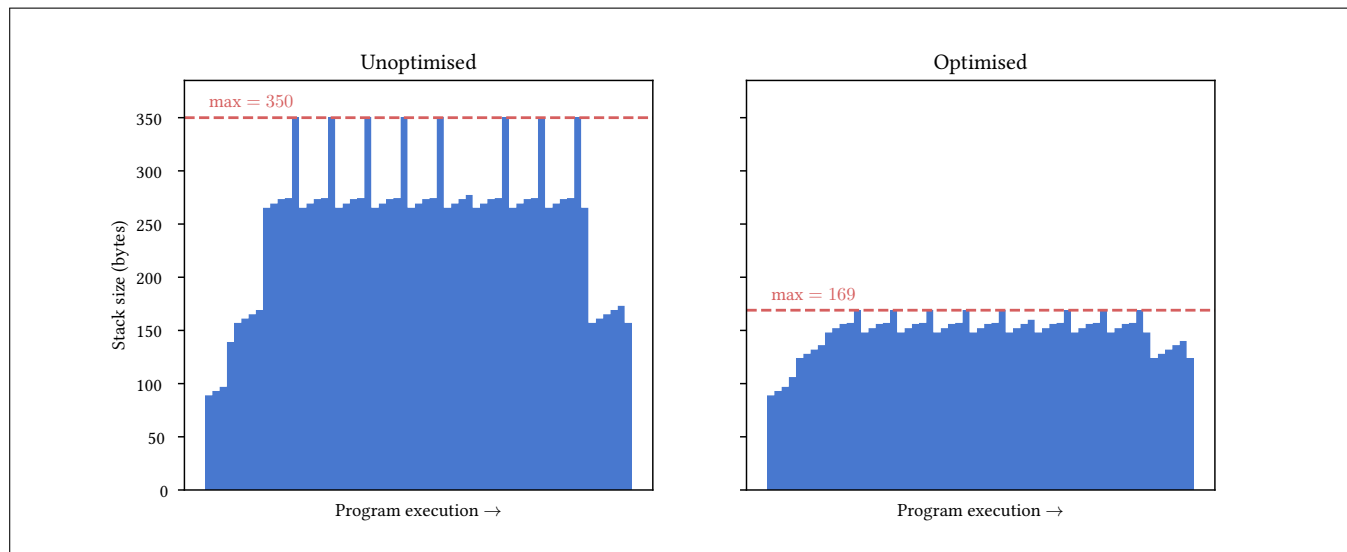 Unoptimised
max = 350
350
300
250
200
150
100
50
0
Stack size (bytes)
Program execution →
Optimised
max = 169
Program execution →